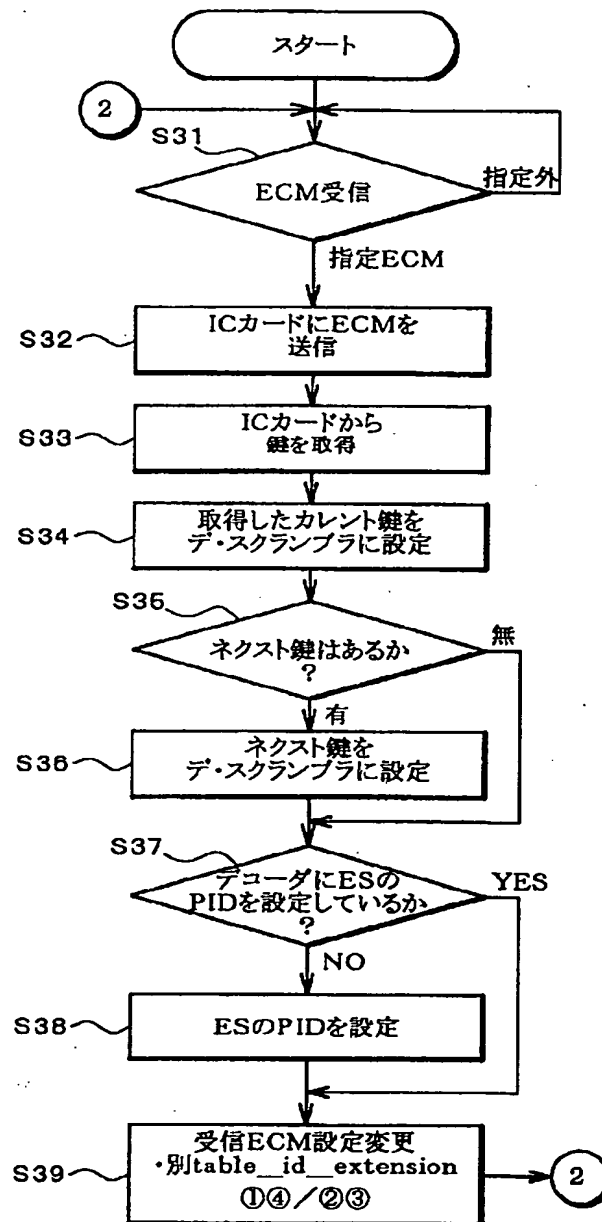 スタート
2
S31
ECM受信
指定外
指定ECM
S32
ICカードにECMを
送信
S33
ICカードから
鍵を取得
S34
取得したカレント鍵を
デ・スクランブラに設定
S35
ネクスト鍵はあるか
?
無
有
S36
ネクスト鍵を
デ・スクランブラに設定
S37
デコーダにESの
PIDを設定しているか
?
YES
NO
S38
ESのPIDを設定
S39
受信ECM設定変更
・別table_id_extension
①④/②③
2